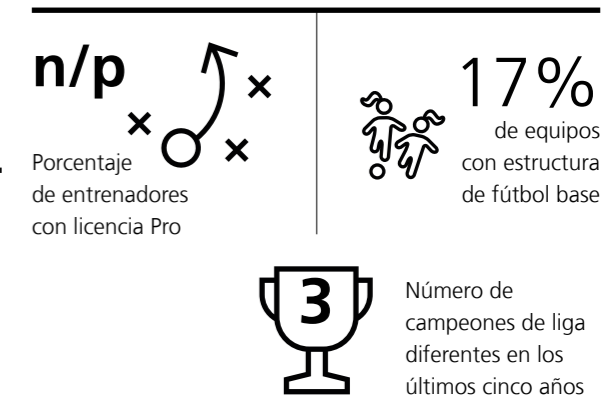 n/p
Porcentaje
de entrenadores
con licencia Pro
17%
de equipos
con estructura
de fútbol base
3
Número de
campeones de liga
diferentes en los
últimos cinco años